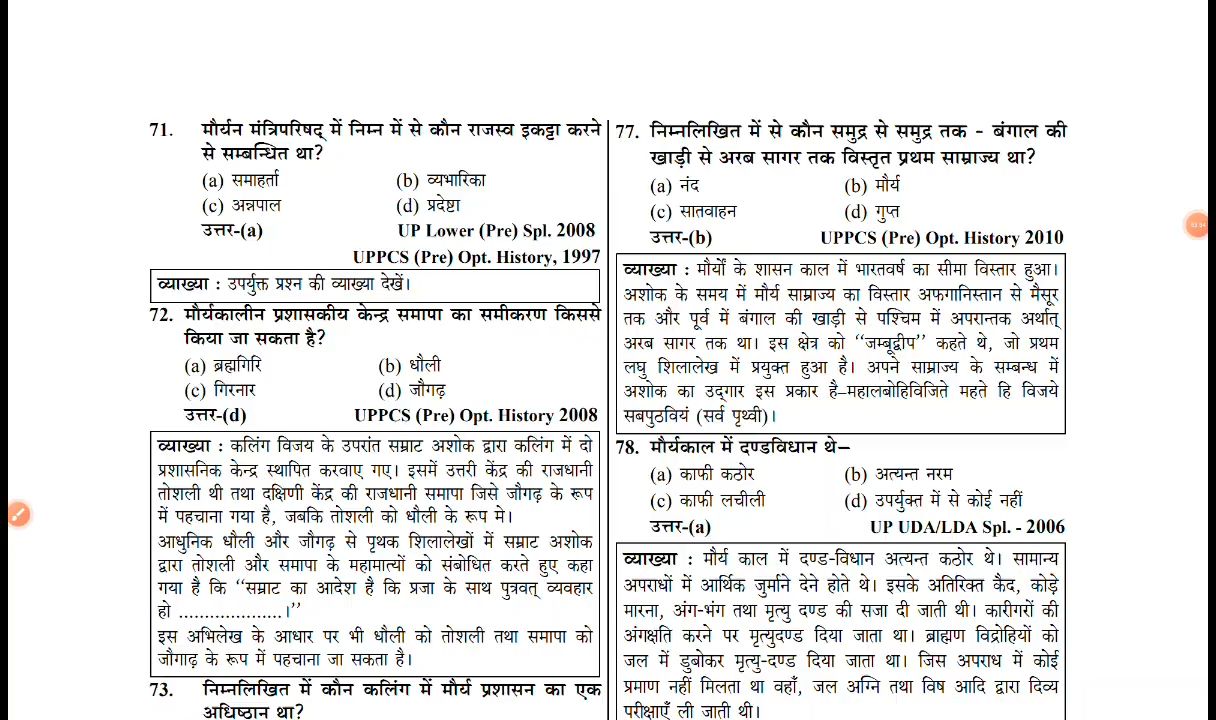 71. मौर्यन मंत्रिपरिषद् में निम्न में से कौन राजस्व इकट्ठा करने
से सम्बन्धित था?
(a) समाहर्ता (b) व्यभारिका
(c) अन्नपाल (d) प्रदेष्टा
उत्तर-(a) UP Lower (Pre) Spl. 2008
UPPCS (Pre) Opt. History, 1997
व्याख्या : उपर्युक्त प्रश्न की व्याख्या देखें।
72. मौर्यकालीन प्रशासकीय केन्द्र समापा का समीकरण किससे
किया जा सकता है?
(a) ब्रह्मगिरि (b) धौली
(c) गिरनार (d) जौगढ़
उत्तर-(d) UPPCS (Pre) Opt. History 2008
व्याख्या : कलिंग विजय के उपरांत सम्राट अशोक द्वारा कलिंग में दो
प्रशासनिक केन्द्र स्थापित करवाए गए। इसमें उत्तरी केंद्र की राजधानी
तोशली थी तथा दक्षिणी केंद्र की राजधानी समापा जिसे जौगढ़ के रूप
में पहचाना गया है, जबकि तोशली को धौली के रूप मे।
आधुनिक धौली और जौगढ़ से पृथक शिलालेखों में सम्राट अशोक
द्वारा तोशली और समापा के महामात्यों को संबोधित करते हुए कहा
गया है कि ‘‘सम्राट का आदेश है कि प्रजा के साथ पुत्रवत् व्यवहार
हो ....................।’’
इस अभिलेख के आधार पर भी धौली को तोशली तथा समापा को
जौगाढ़ के रूप में पहचाना जा सकता है।
73. निम्नलिखित में कौन कलिंग में मौर्य प्रशासन का एक
अधिष्ठान था?
77. निम्नलिखित में से कौन समुद्र से समुद्र तक - बंगाल की
खाड़ी से अरब सागर तक विस्तृत प्रथम साम्राज्य था?
(a) नंद (b) मौर्य
(c) सातवाहन (d) गुप्त
उत्तर-(b) UPPCS (Pre) Opt. History 2010
व्याख्या : मौर्यों के शासन काल में भारतवर्ष का सीमा विस्तार हुआ।
अशोक के समय में मौर्य साम्राज्य का विस्तार अफगानिस्तान से मैसूर
तक और पूर्व में बंगाल की खाड़ी से पश्चिम में अपरान्तक अर्थात्
अरब सागर तक था। इस क्षेत्र को ‘‘जम्बूद्वीप’’ कहते थे, जो प्रथम
लघु शिलालेख में प्रयुक्त हुआ है। अपने साम्राज्य के सम्बन्ध में
अशोक का उद्गार इस प्रकार है–महालबोहिविजिते महते हि विजये
सबपुठवियं (सर्व पृथ्वी)।
78. मौर्यकाल में दण्डविधान थे–
(a) काफी कठोर (b) अत्यन्त नरम
(c) काफी लचीली (d) उपर्युक्त में से कोई नहीं
उत्तर-(a) UP UDA/LDA Spl. - 2006
व्याख्या : मौर्य काल में दण्ड-विधान अत्यन्त कठोर थे। सामान्य
अपराधों में आर्थिक जुर्माने देने होते थे। इसके अतिरिक्त कैद, कोड़े
मारना, अंग-भंग तथा मृत्यु दण्ड की सजा दी जाती थी। कारीगरों की
अंगक्षति करने पर मृत्युदण्ड दिया जाता था। ब्राह्मण विद्रोहियों को
जल में डुबोकर मृत्यु-दण्ड दिया जाता था। जिस अपराध में कोई
प्रमाण नहीं मिलता था वहाँ, जल अग्नि तथा विष आदि द्वारा दिव्य
परीक्षाएँ ली जाती थी।